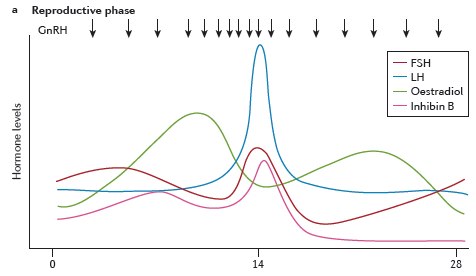 a Reproductive phase
GnRH
FSH
LH
Oestradiol
Inhibin B
Hormone levels
0 14 28